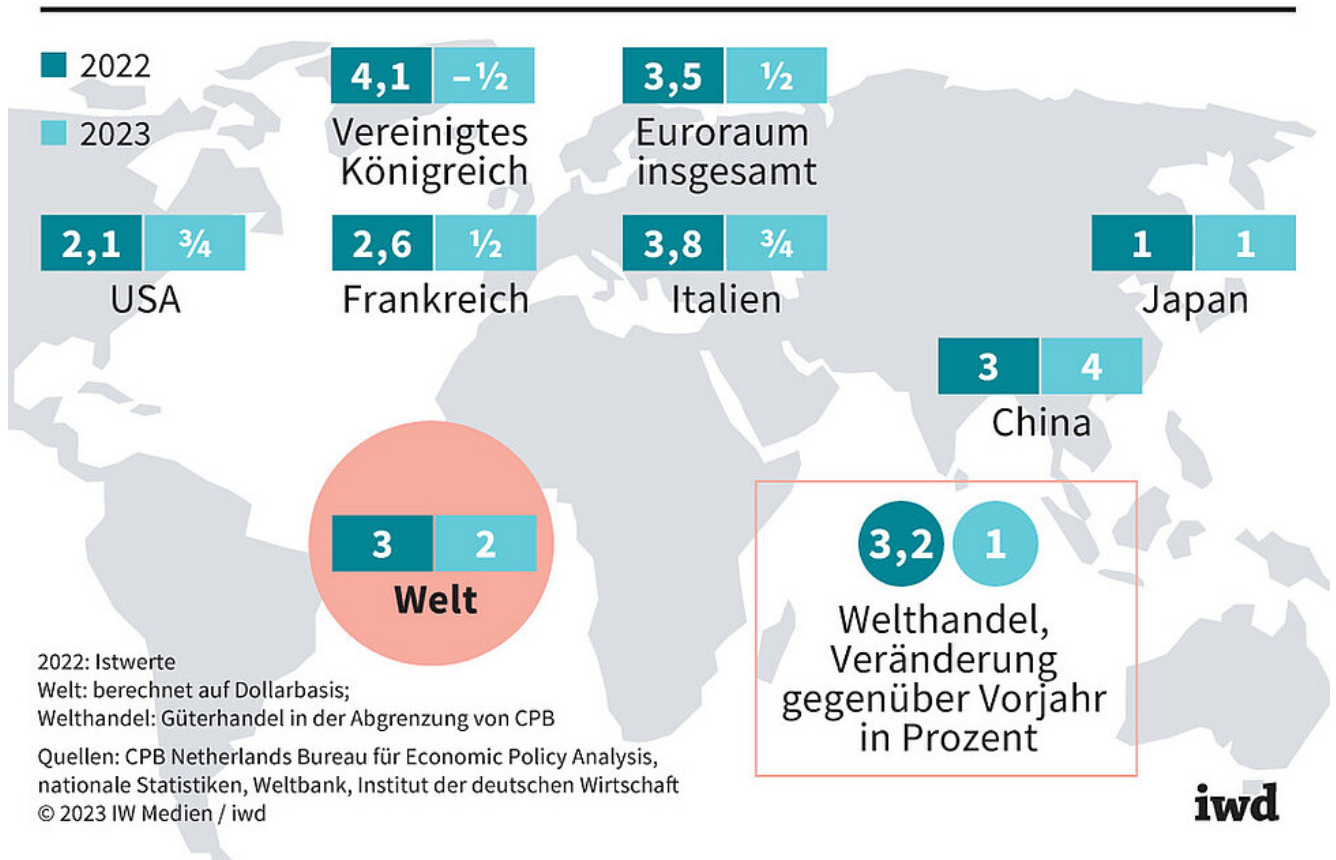 2022
2023
4,1 –½
Vereinigtes
Königreich
3,5 ½
Euroraum
insgesamt
2,1 ¾
USA
2,6 ½
Frankreich
3,8 ¾
Italien
1 1
Japan
3 4
China
3 2
Welt
3,2 1
Welthandel,
Veränderung
gegenüber Vorjahr
in Prozent
2022: Istwerte
Welt: berechnet auf Dollarbasis;
Welthandel: Güterhandel in der Abgrenzung von CPB
Quellen: CPB Netherlands Bureau für Economic Policy Analysis,
nationale Statistiken, Weltbank, Institut der deutschen Wirtschaft
© 2023 IW Medien / iwd
iwd